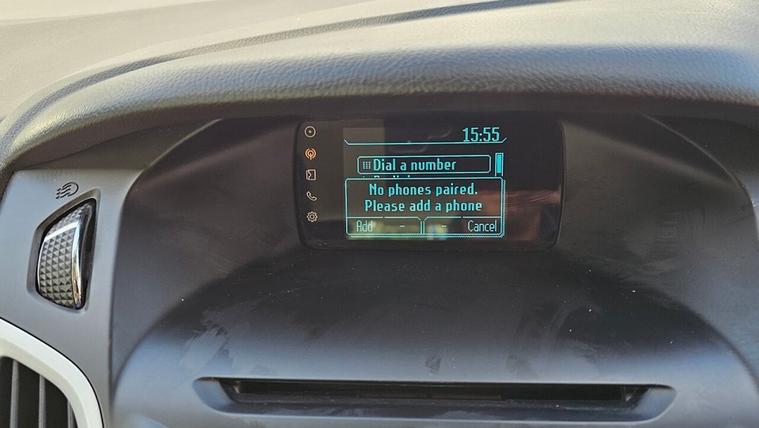 15:55
Dial a number
No phones paired.
Please add a phone
Add – – Cancel